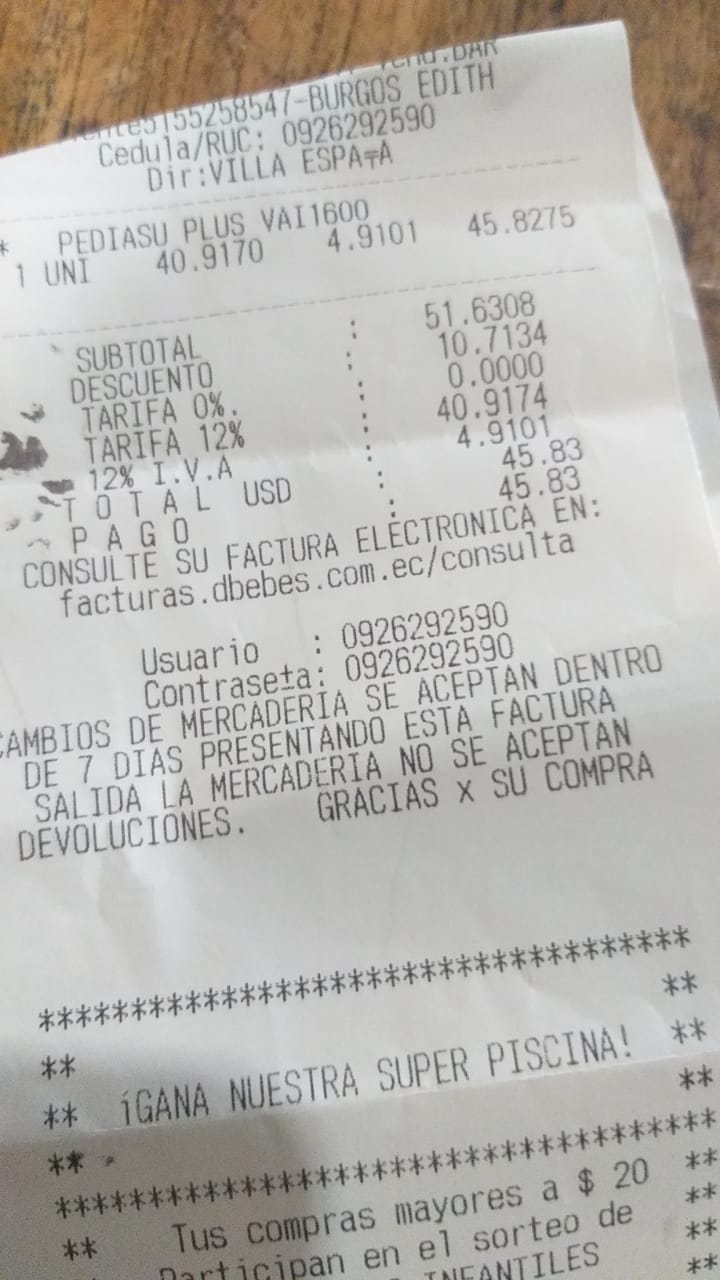 155258547-BURGOS EDITH
Cedula/RUC: 0926292590
Dir:VILLA ESPA╤A
* PEDIASU PLUS VAI1600
1 UNI 40.9170 4.9101 45.8275
SUBTOTAL : 51.6308
DESCUENTO : 10.7134
TARIFA 0%. : 0.0000
TARIFA 12% : 40.9174
12% I.V.A : 4.9101
T O T A L USD : 45.83
P A G O : 45.83
CONSULTE SU FACTURA ELECTRONICA EN:
facturas.dbebes.com.ec/consulta
Usuario : 0926292590
Contrase±a: 0926292590
CAMBIOS DE MERCADERIA SE ACEPTAN DENTRO
DE 7 DIAS PRESENTANDO ESTA FACTURA
SALIDA LA MERCADERIA NO SE ACEPTAN
DEVOLUCIONES. GRACIAS x SU COMPRA
************************************
** **
** ¡GANA NUESTRA SUPER PISCINA! **
** **
************************************
** Tus compras mayores a $ 20 **
Participan en el sorteo de **
INFANTILES **
**